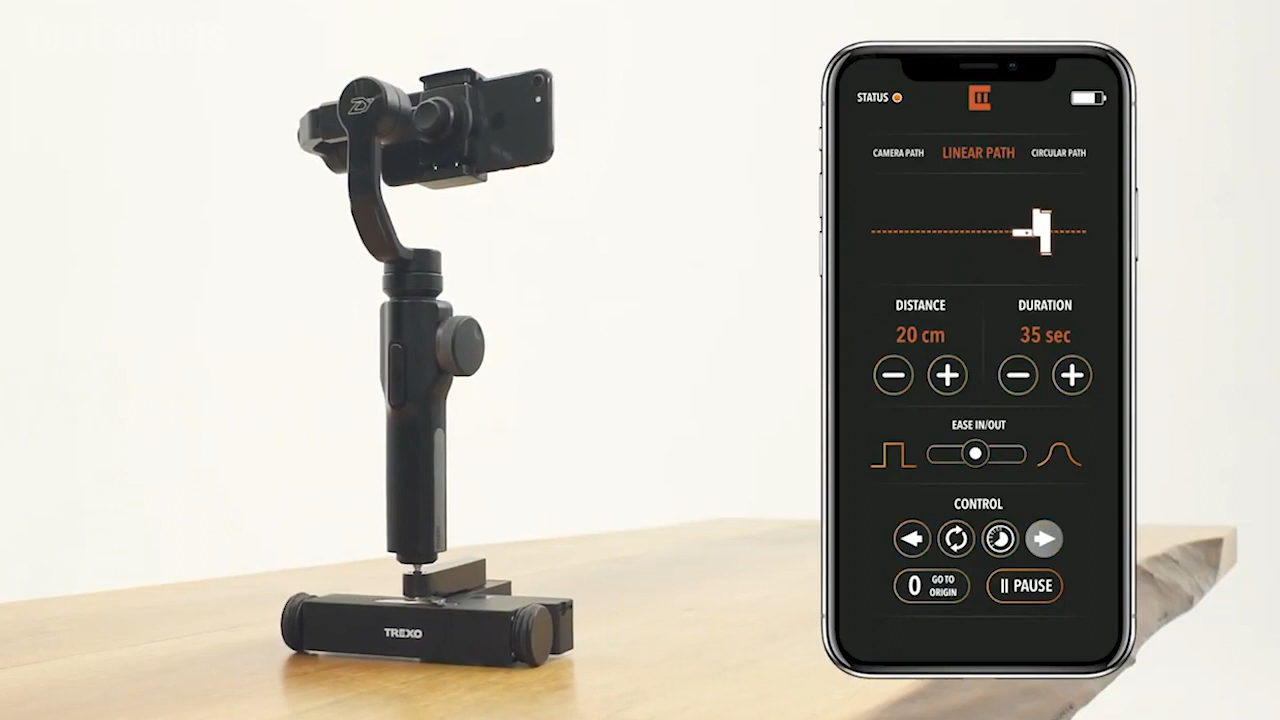 STATUS
CAMERA PATH LINEAR PATH CIRCULAR PATH
DISTANCE DURATION
20 cm 35 sec
EASE IN/OUT
CONTROL
0 GO TO ORIGIN PAUSE
TREXO